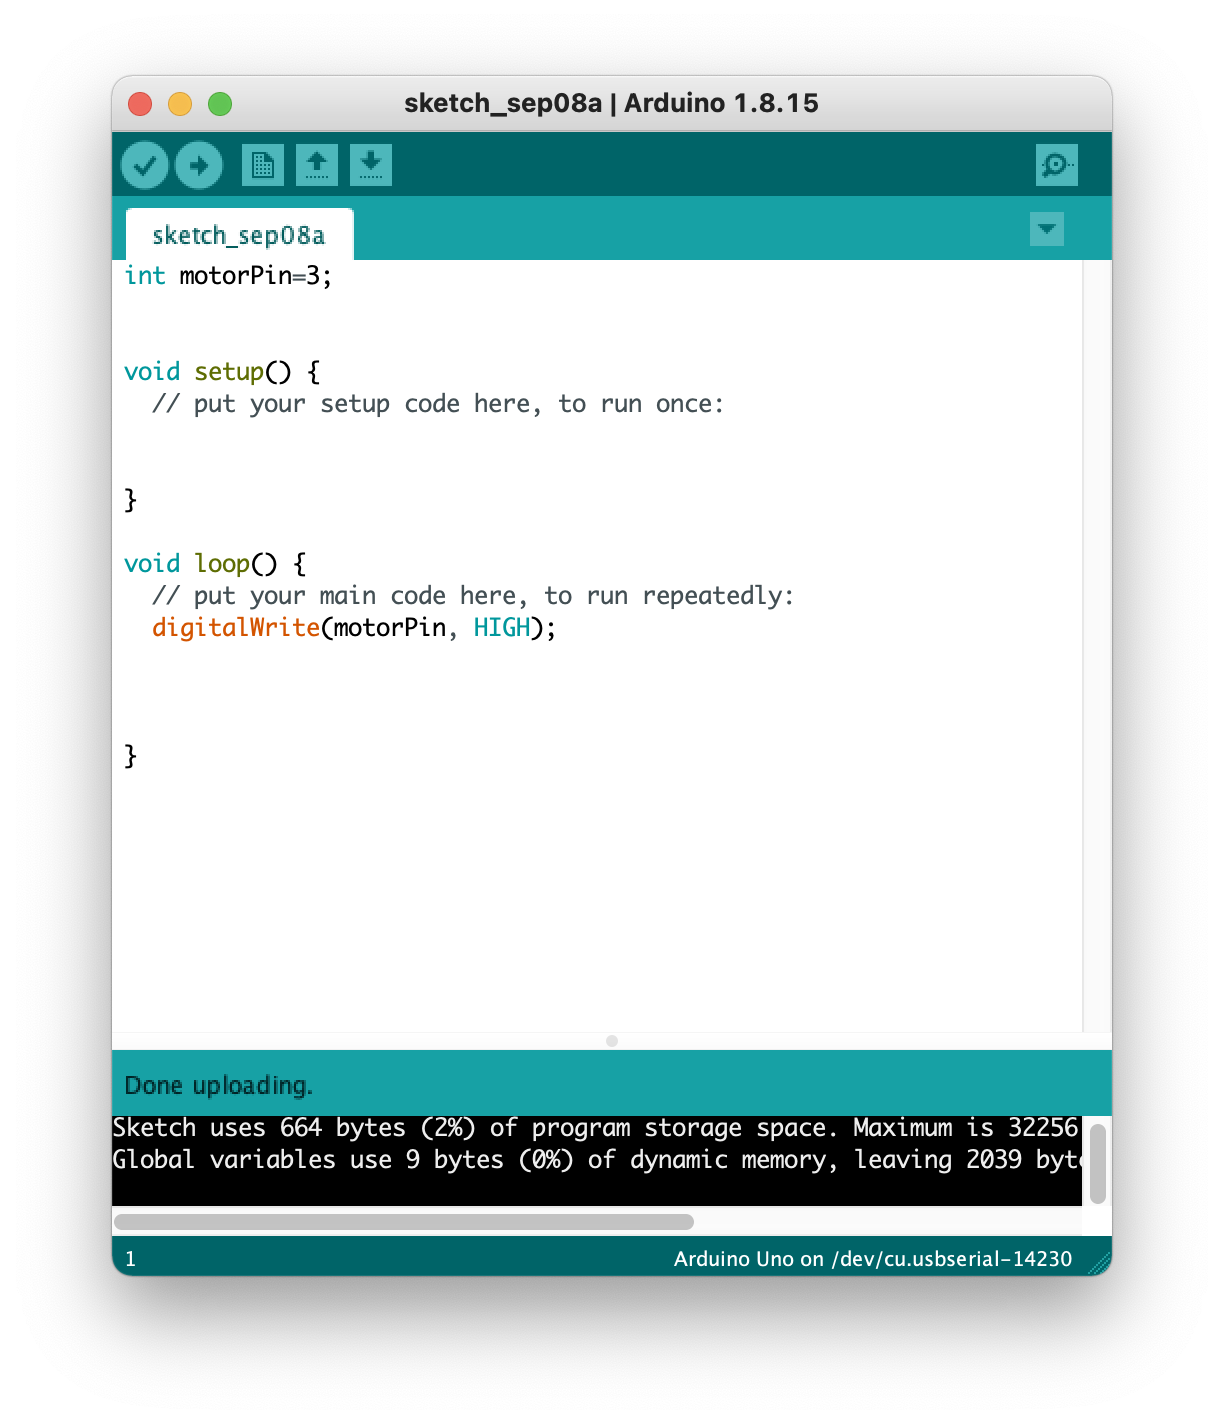 sketch_sep08a | Arduino 1.8.15
sketch_sep08a
int motorPin=3;
void setup() {
  // put your setup code here, to run once:
}
void loop() {
  // put your main code here, to run repeatedly:
  digitalWrite(motorPin, HIGH);
}
Done uploading.
Sketch uses 664 bytes (2%) of program storage space. Maximum is 32256
Global variables use 9 bytes (0%) of dynamic memory, leaving 2039 byt
1 Arduino Uno on /dev/cu.usbserial-14230